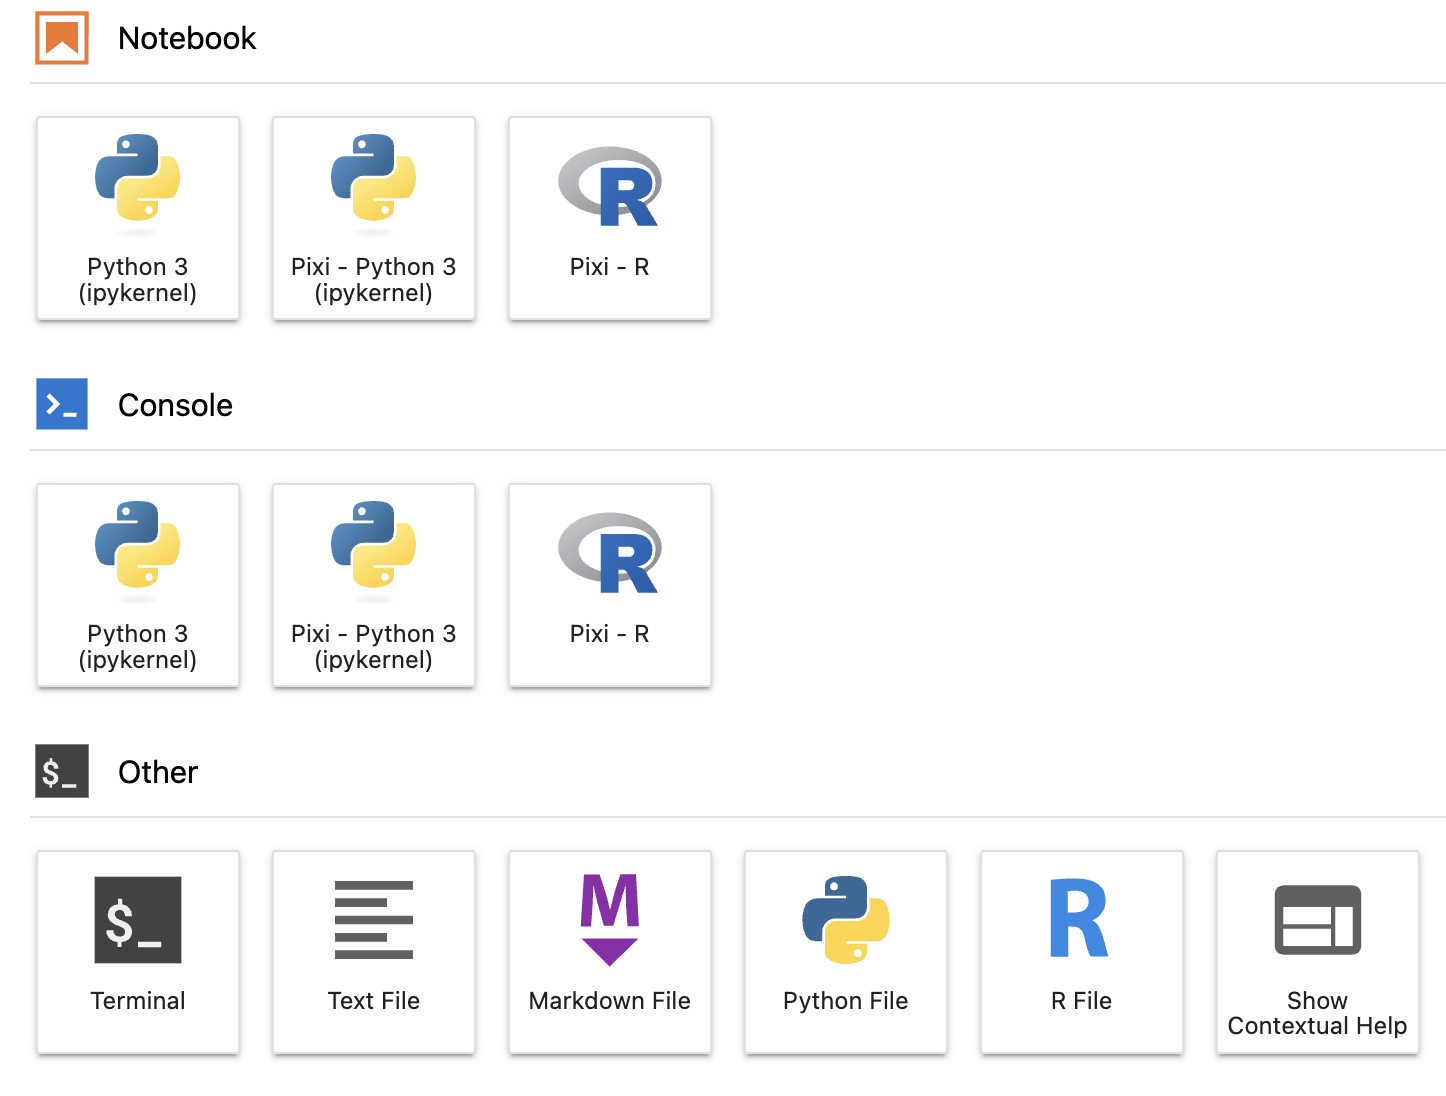 Notebook
Python 3
(ipykernel)
Pixi - Python 3
(ipykernel)
Pixi - R
Console
Python 3
(ipykernel)
Pixi - Python 3
(ipykernel)
Pixi - R
$_ Other
$_
Terminal
Text File
M
Markdown File
Python File
R
R File
Show
Contextual Help